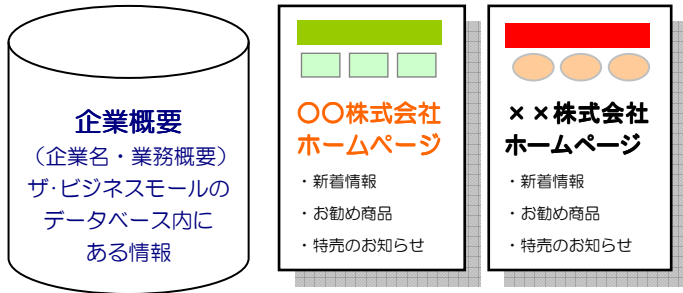 企業概要
（企業名・業務概要）
ザ・ビジネスモールの
データベース内に
ある情報
〇〇株式会社
ホームページ
・新着情報
・お勧め商品
・特売のお知らせ
××株式会社
ホームページ
・新着情報
・お勧め商品
・特売のお知らせ